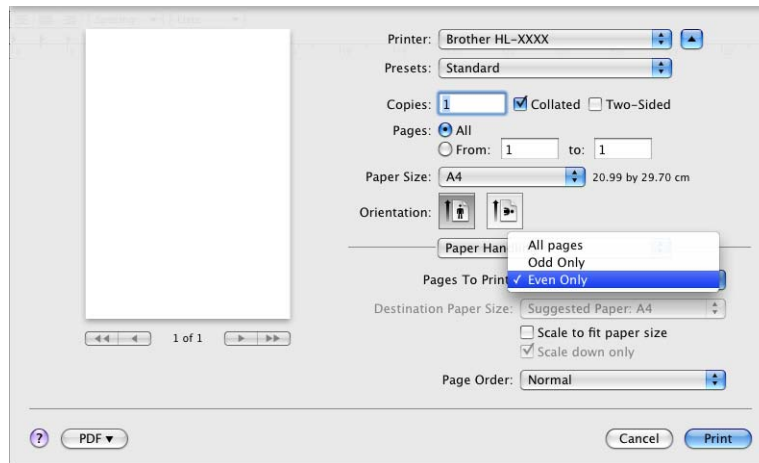 Printer: Brother HL-XXXX
Presets: Standard
Copies: 1 Collated Two-Sided
Pages: All
From: 1 to: 1
Paper Size: A4 20.99 by 29.70 cm
Orientation:
Paper Han
All pages
Odd Only
Pages To Print ✓ Even Only
Destination Paper Size: Suggested Paper: A4
Scale to fit paper size
1 of 1
Scale down only
Page Order: Normal
? PDF ▼ Cancel Print